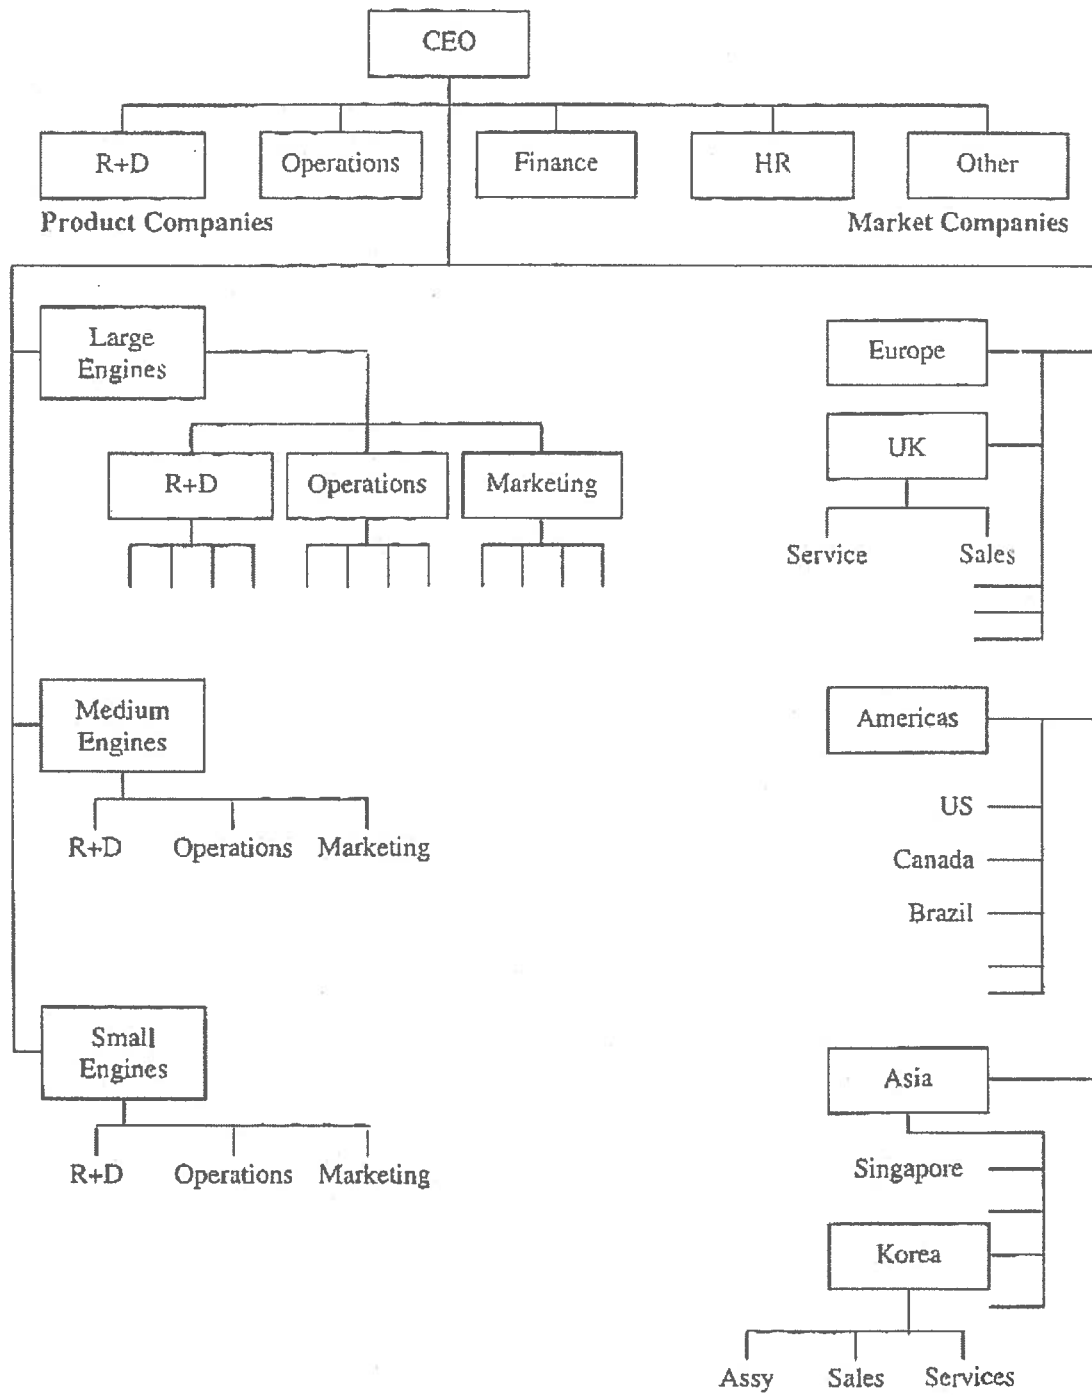 CEO
R+D
Operations
Finance
HR
Other
Product Companies
Market Companies
Large
Engines
Europe
UK
R+D
Operations
Marketing
Service
Sales
Medium
Engines
Americas
US
R+D
Operations
Marketing
Canada
Brazil
Small
Engines
Asia
R+D
Operations
Marketing
Singapore
Korea
Assy
Sales
Services